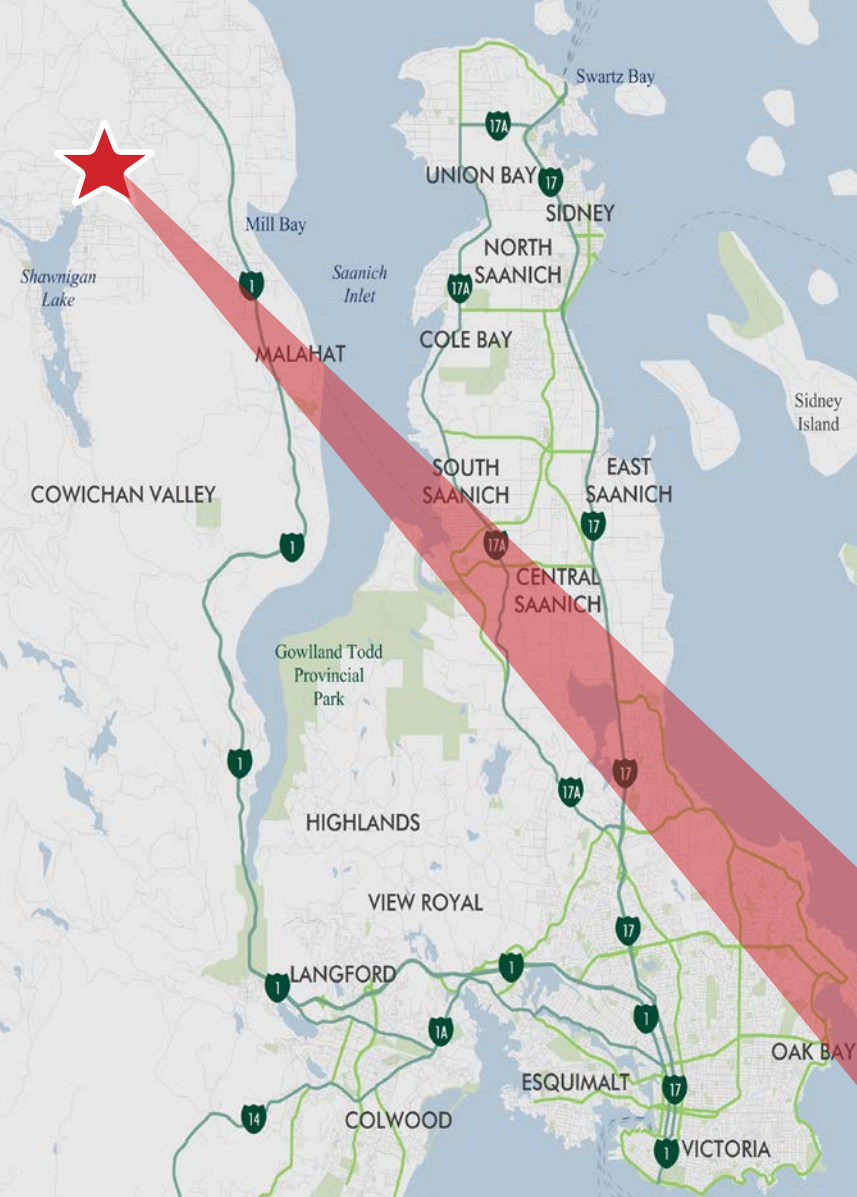 Swartz Bay
17A
UNION BAY
17
SIDNEY
Mill Bay
NORTH
SAANICH
Shawnigan
Lake
Saanich
Inlet
1
17A
MALAHAT
COLE BAY
Sidney
Island
SOUTH
SAANICH
EAST
SAANICH
COWICHAN VALLEY
17
1
17A
CENTRAL
SAANICH
Gowlland Todd
Provincial
Park
1
17
17A
HIGHLANDS
VIEW ROYAL
17
1
LANGFORD
1
1
1A
OAK BAY
ESQUIMALT
17
14
COLWOOD
1
VICTORIA